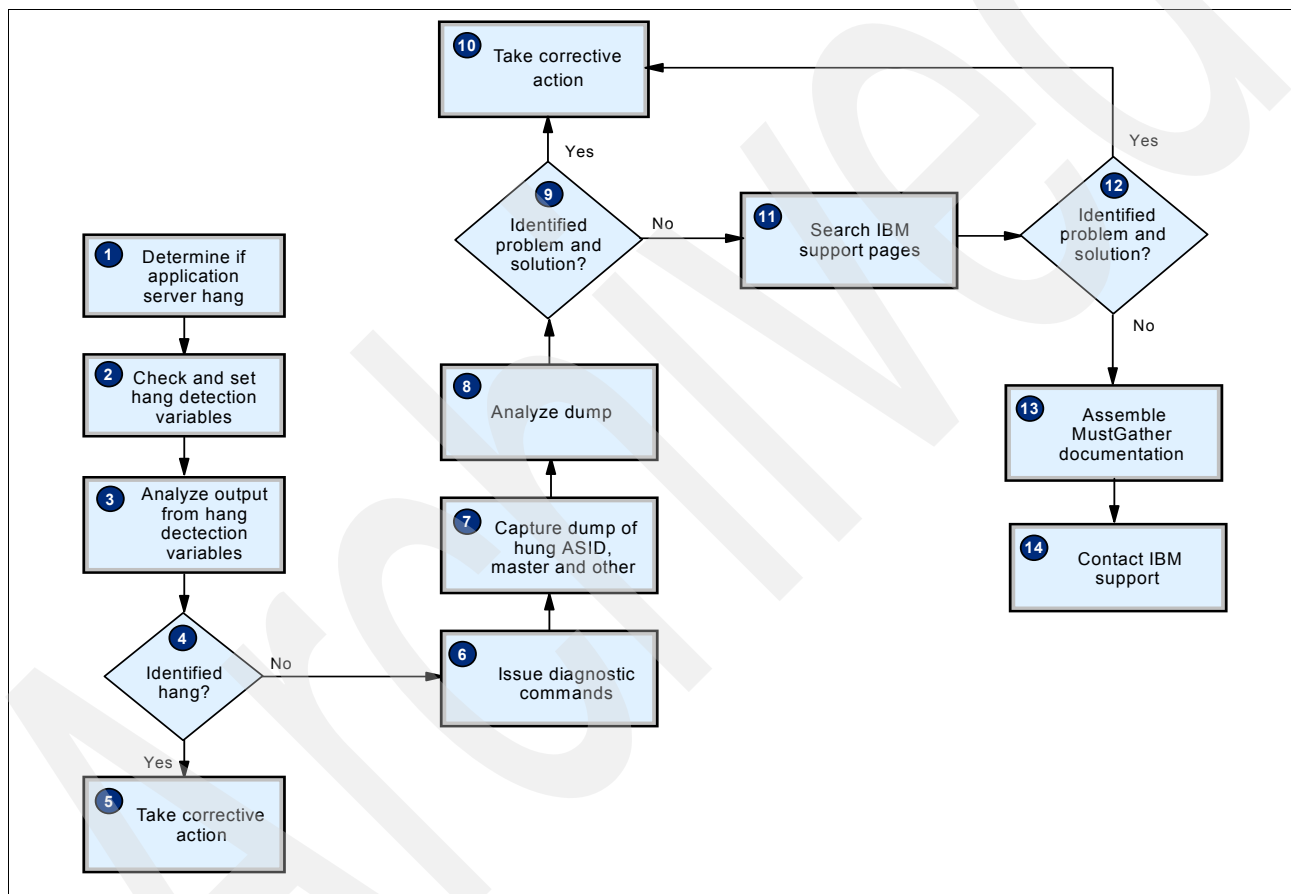 1
Determine if
application
server hang
2
Check and set
hang detection
variables
3
Analyze output
from hang
dectection
variables
4
Identified
hang?
No
Yes
5
Take corrective
action
6
Issue diagnostic
commands
7
Capture dump of
hung ASID,
master and other
8
Analyze dump
9
Identified
problem and
solution?
Yes
No
10
Take corrective
action
11
Search IBM
support pages
12
Identified
problem and
solution?
Yes
No
13
Assemble
MustGather
documentation
14
Contact IBM
support
Archived